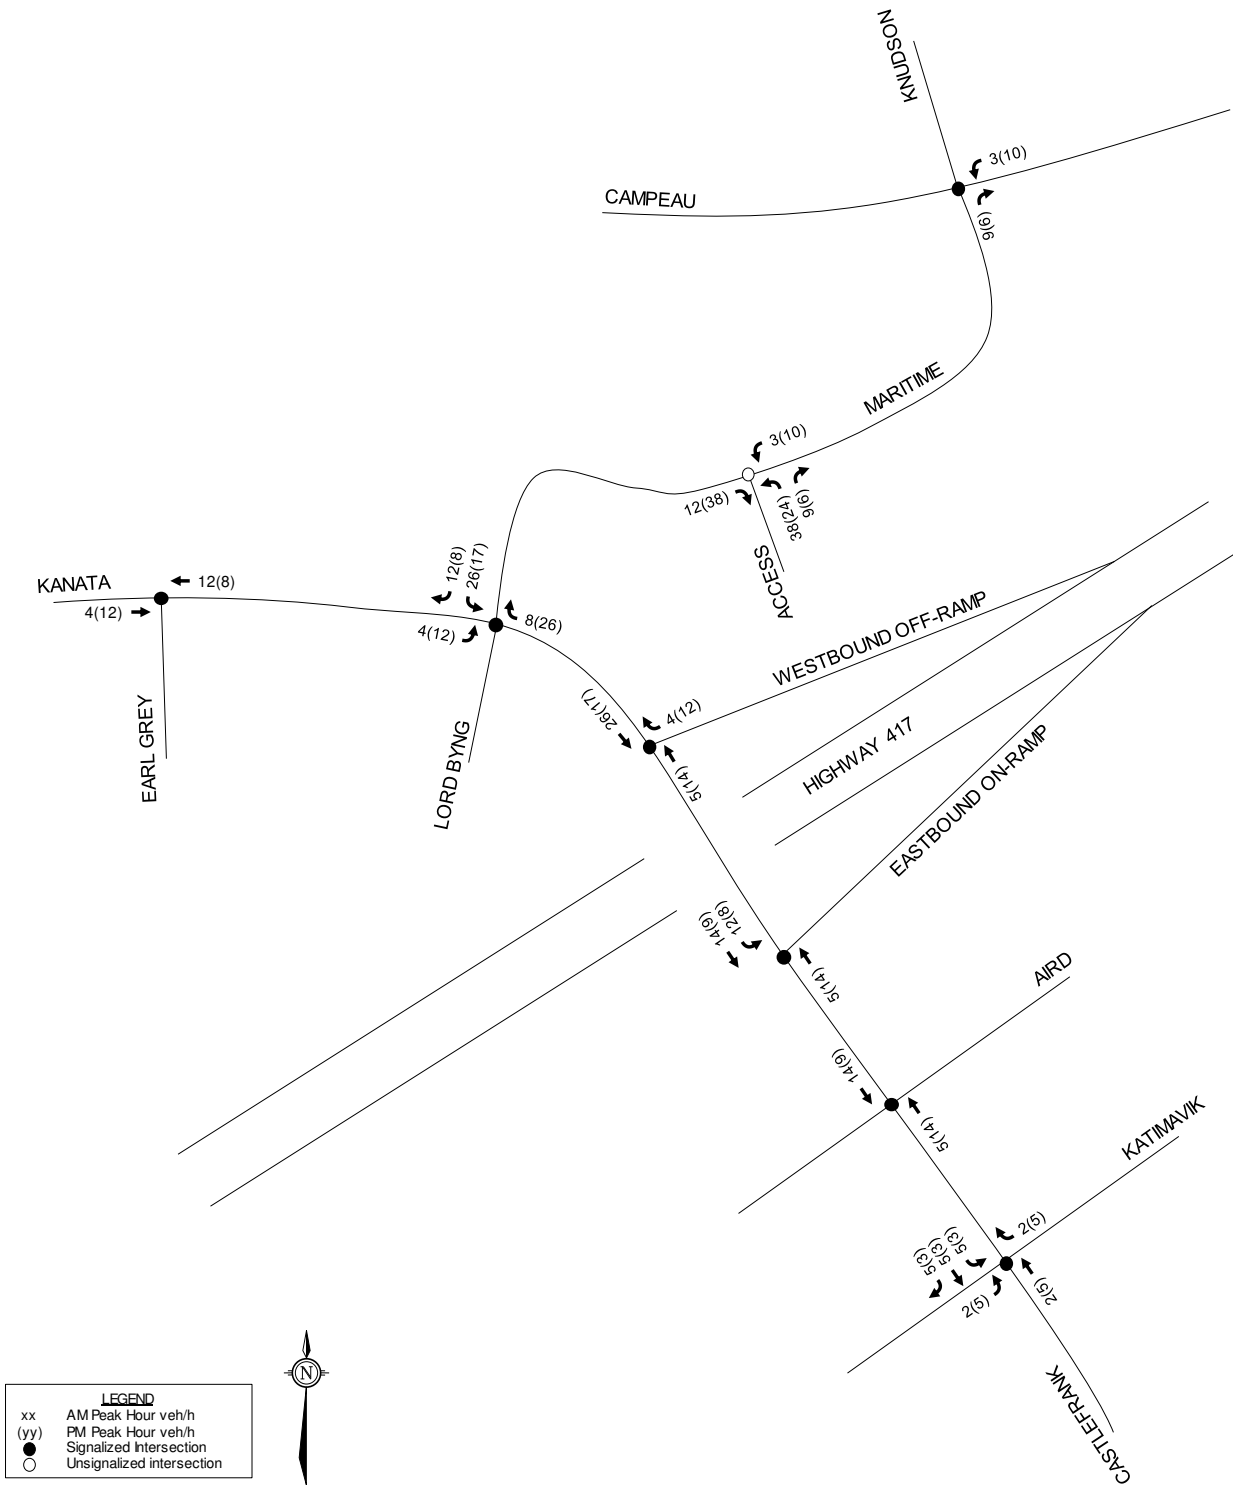 KNUDSON
3(10)
CAMPEAU
9(6)
MARITIME
3(10)
12(38)
38(24)
9(6)
ACCESS
KANATA
12(8)
4(12)
EARL GREY
12(8)
26(17)
4(12)
8(26)
LORD BYNG
WESTBOUND OFF-RAMP
26(17)
4(12)
5(14)
HIGHWAY 417
EASTBOUND ON-RAMP
14(9)
12(8)
5(14)
AIRD
14(9)
5(14)
KATIMAVIK
2(5)
5(3)
5(3)
5(3)
2(5)
2(5)
CASTLEFRANK
N
LEGEND
xx AM Peak Hour veh/h
(yy) PM Peak Hour veh/h
Signalized Intersection
Unsignalized intersection